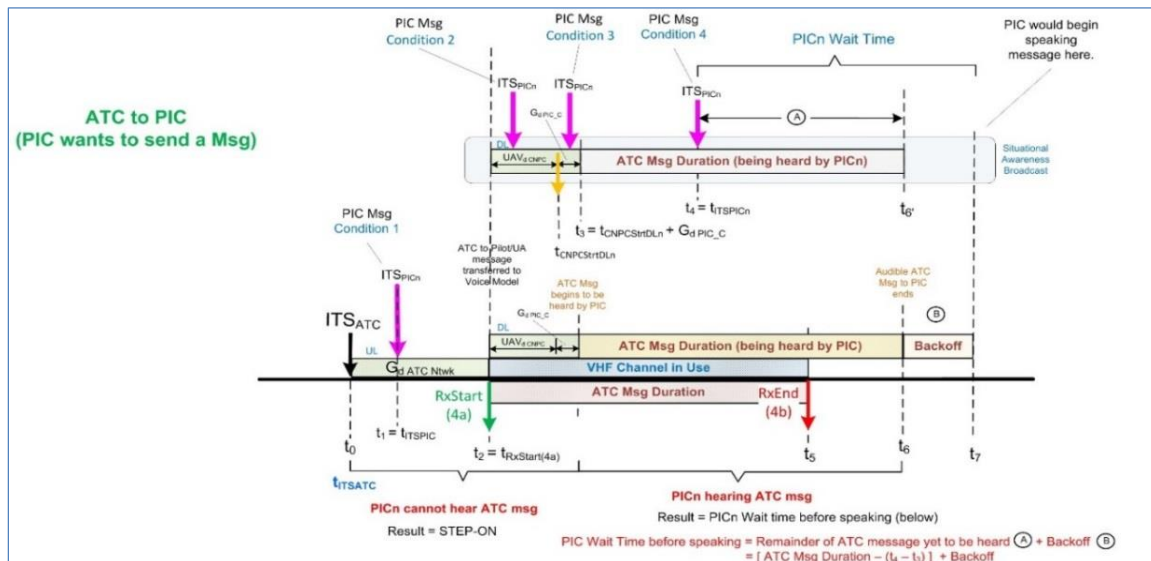 PIC Msg
Condition 2
PIC Msg
Condition 3
PIC Msg
Condition 4
PICn Wait Time
PIC would begin
speaking
message here.
ATC to PIC
(PIC wants to send a Msg)
ITSPICn
ITSPICn
ITSPICn
Gd PIC_C
A
DL
UAVd CNPC
ATC Msg Duration (being heard by PICn)
Situational
Awareness
Broadcast
t4 = tITSPICn
t6'
t3 = tCNPCStrtDLn + Gd PIC_C
tCNPCStrtDLn
PIC Msg
Condition 1
ITSPICn
ATC to Pilot/UA
message
transferred to
Voice Model
ATC Msg
begins to be
heard by PIC
Audible ATC
Msg to PIC
ends
Gd PIC_C
B
ITSATC
DL
UAVd CNPC
ATC Msg Duration (being heard by PIC)
Backoff
UL
Gd ATC Ntwk
VHF Channel in Use
ATC Msg Duration
RxStart
(4a)
RxEnd
(4b)
t0
t1 = tITSPIC
t2 = tRxStart(4a)
t5
t6
t7
tITSATC
PICn cannot hear ATC msg
Result = STEP-ON
PICn hearing ATC msg
Result = PICn Wait time before speaking (below)
PIC Wait Time before speaking = Remainder of ATC message yet to be heard A + Backoff B
= [ ATC Msg Duration – (t4 – t3) ] + Backoff